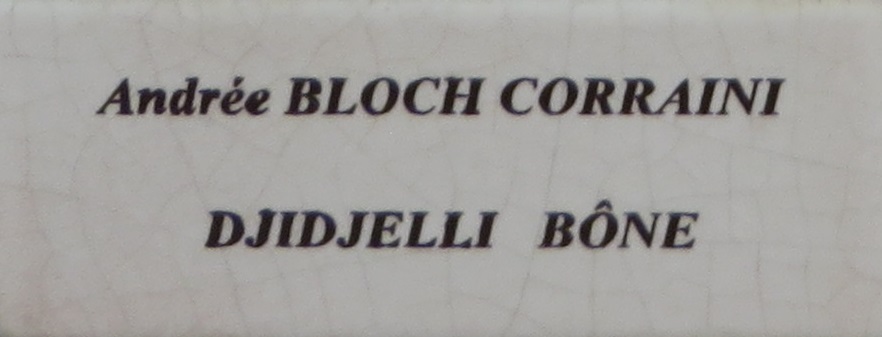 Andrée BLOCH CORRAINI
DJIDJELLI BÔNE